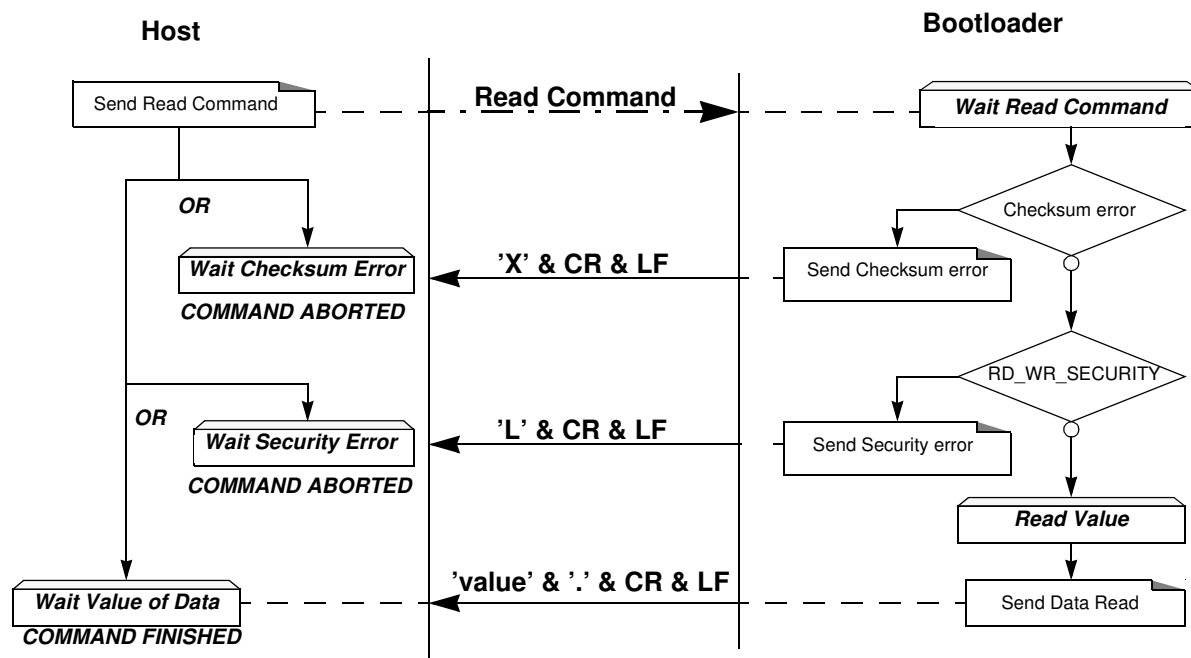 Host
Bootloader
Send Read Command
Read Command
Wait Read Command
OR
Checksum error
Wait Checksum Error
'X' & CR & LF
Send Checksum error
COMMAND ABORTED
RD_WR_SECURITY
OR
Wait Security Error
'L' & CR & LF
Send Security error
COMMAND ABORTED
Read Value
'value' & '.' & CR & LF
Wait Value of Data
Send Data Read
COMMAND FINISHED